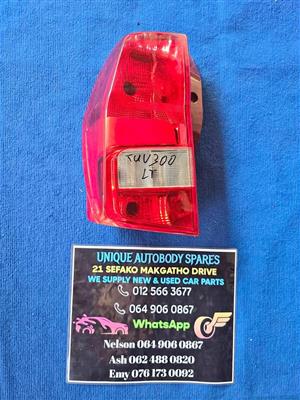 TUV300
LT
UNIQUE AUTOBODY SPARES
21 SEFAKO MAKGATHO DRIVE
WE SUPPLY NEW & USED CAR PARTS
012 566 3677
064 906 0867
WhatsApp
Nelson 064 906 0867
Ash 062 488 0820
Emy 076 173 0092